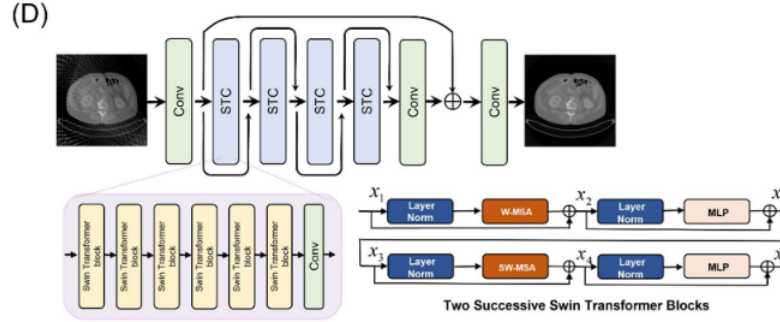 (D)
Conv
STC
STC
STC
STC
Conv
Conv
Swin Transformer block
Swin Transformer block
Swin Transformer block
Swin Transformer block
Swin Transformer block
Swin Transformer block
Conv
x₁ Layer Norm W-MSA x₂ Layer Norm MLP x
x₃ Layer Norm SW-MSA x₄ Layer Norm MLP x
Two Successive Swin Transformer Blocks